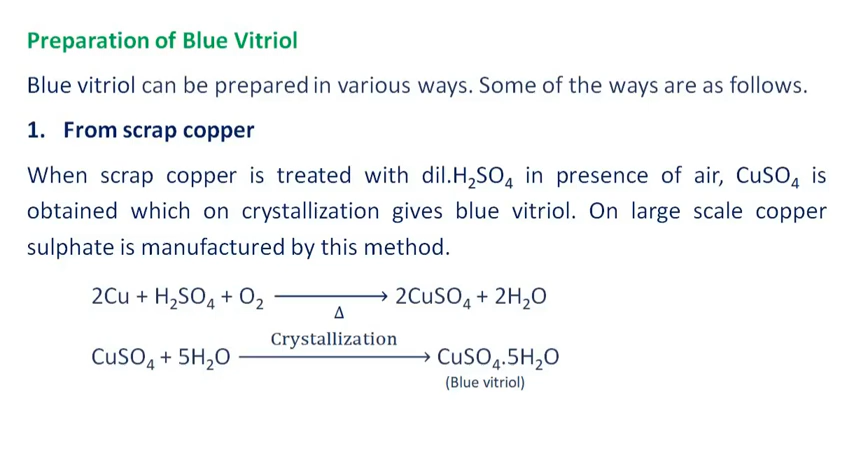 Preparation of Blue Vitriol
Blue vitriol can be prepared in various ways. Some of the ways are as follows.
1. From scrap copper
When scrap copper is treated with dil.H₂SO₄ in presence of air, CuSO₄ is
obtained which on crystallization gives blue vitriol. On large scale copper
sulphate is manufactured by this method.
2Cu + H₂SO₄ + O₂ ⟶ 2CuSO₄ + 2H₂O
Δ
Crystallization
CuSO₄ + 5H₂O ⟶ CuSO₄.5H₂O
(Blue vitriol)